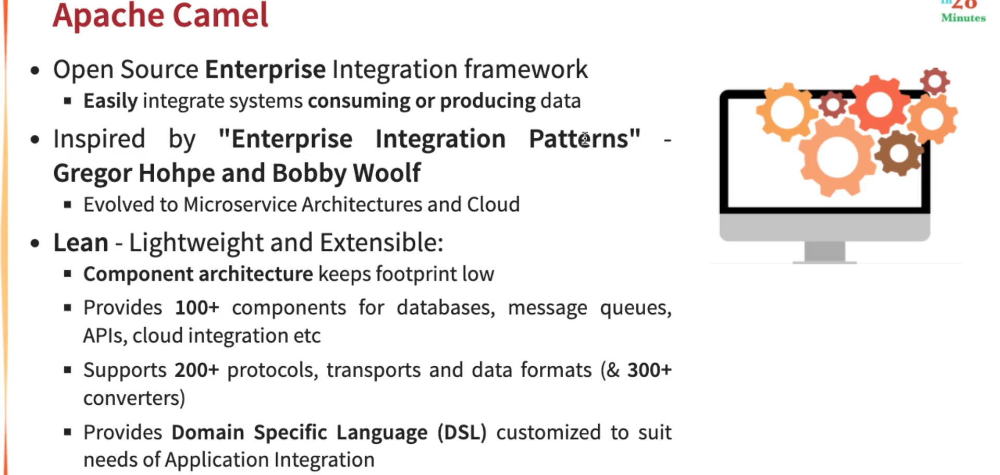 Apache Camel
in28
Minutes
• Open Source Enterprise Integration framework
▪ Easily integrate systems consuming or producing data
• Inspired by "Enterprise Integration Patterns" -
Gregor Hohpe and Bobby Woolf
▪ Evolved to Microservice Architectures and Cloud
• Lean - Lightweight and Extensible:
▪ Component architecture keeps footprint low
▪ Provides 100+ components for databases, message queues,
APIs, cloud integration etc
▪ Supports 200+ protocols, transports and data formats (& 300+
converters)
▪ Provides Domain Specific Language (DSL) customized to suit
needs of Application Integration